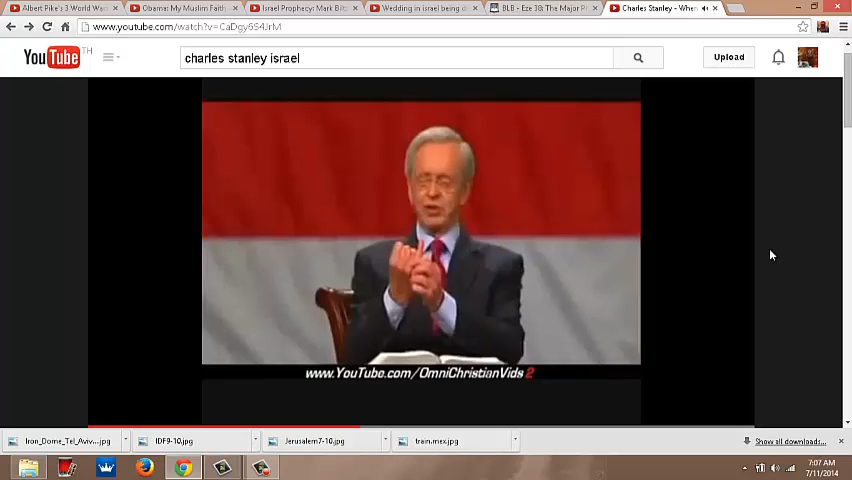 Albert Pike's 3 World Wa
Obama: My Muslim Faith
Israel Prophecy: Mark Bilt
Wedding in israel being d
BLB - Eze 38: The Major P
Charles Stanley - When
www.youtube.com/watch?v=CaDgy6S4JrM
YouTube TH
charles stanley israel
Upload
www.YouTube.com/OmniChristianVids2
Iron_Dome_Tel_Aviv....jpg
IDF9-10.jpg
Jerusalem7-10.jpg
train.mex.jpg
Show all downloads...
7:07 AM
7/11/2014